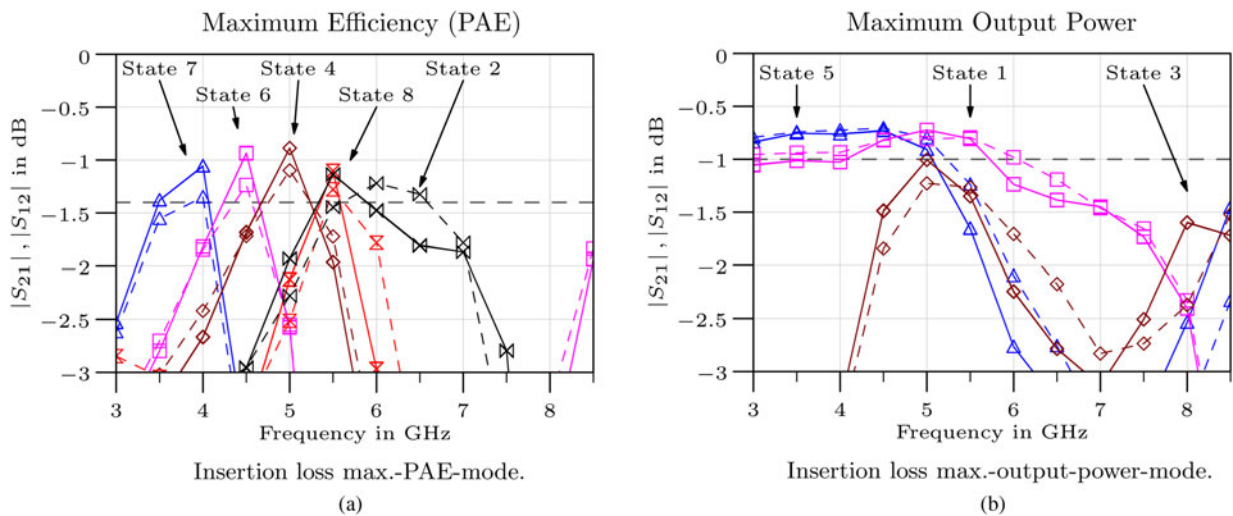 Maximum Efficiency (PAE)
0
−0.5
−1
−1.5
−2
−2.5
−3
|S21| , |S12| in dB
State 7
State 4
State 2
State 6
State 8
3
4
5
6
7
8
Frequency in GHz
Insertion loss max.-PAE-mode.
(a)
Maximum Output Power
0
−0.5
−1
−1.5
−2
−2.5
−3
|S21| , |S12| in dB
State 5
State 1
State 3
3
4
5
6
7
8
Frequency in GHz
Insertion loss max.-output-power-mode.
(b)